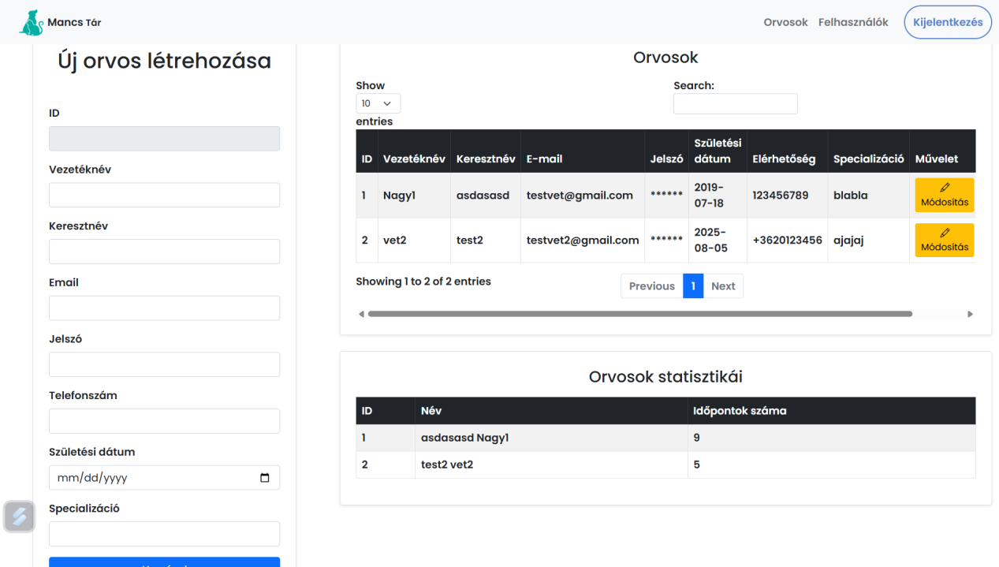 Mancs Tár
Orvosok Felhasználók Kijelentkezés
Új orvos létrehozása
ID
Vezetéknév
Keresztnév
Email
Jelszó
Telefonszám
Születési dátum
mm/dd/yyyy
Specializáció
Orvosok
Show
10
entries
Search:
ID Vezetéknév Keresztnév E-mail Jelszó Születési dátum Elérhetőség Specializáció Művelet
1 Nagy1 asdasasd testvet@gmail.com ****** 2019-07-18 123456789 blabla Módosítás
2 vet2 test2 testvet2@gmail.com ****** 2025-08-05 +3620123456 ajajaj Módosítás
Showing 1 to 2 of 2 entries
Previous 1 Next
Orvosok statisztikái
ID Név Időpontok száma
1 asdasasd Nagy1 9
2 test2 vet2 5